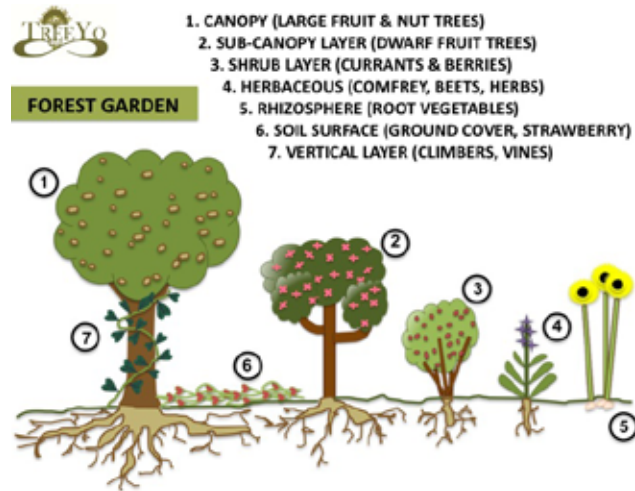 TREEYO
1. CANOPY (LARGE FRUIT & NUT TREES)
2. SUB-CANOPY LAYER (DWARF FRUIT TREES)
3. SHRUB LAYER (CURRANTS & BERRIES)
4. HERBACEOUS (COMFREY, BEETS, HERBS)
5. RHIZOSPHERE (ROOT VEGETABLES)
6. SOIL SURFACE (GROUND COVER, STRAWBERRY)
7. VERTICAL LAYER (CLIMBERS, VINES)
FOREST GARDEN
1
2
3
4
7
6
5